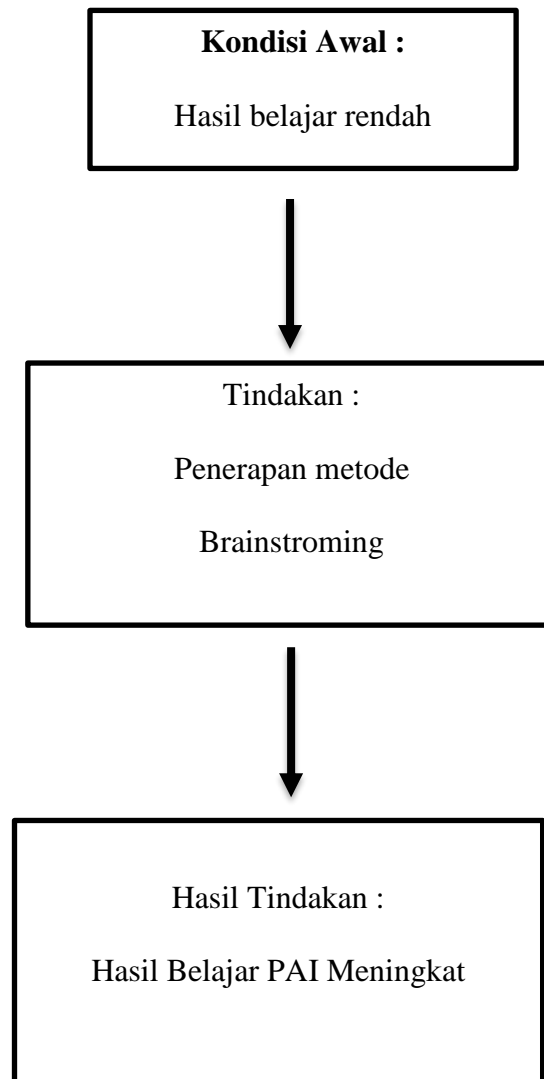 Kondisi Awal :
Hasil belajar rendah
Tindakan :
Penerapan metode
Brainstroming
Hasil Tindakan :
Hasil Belajar PAI Meningkat